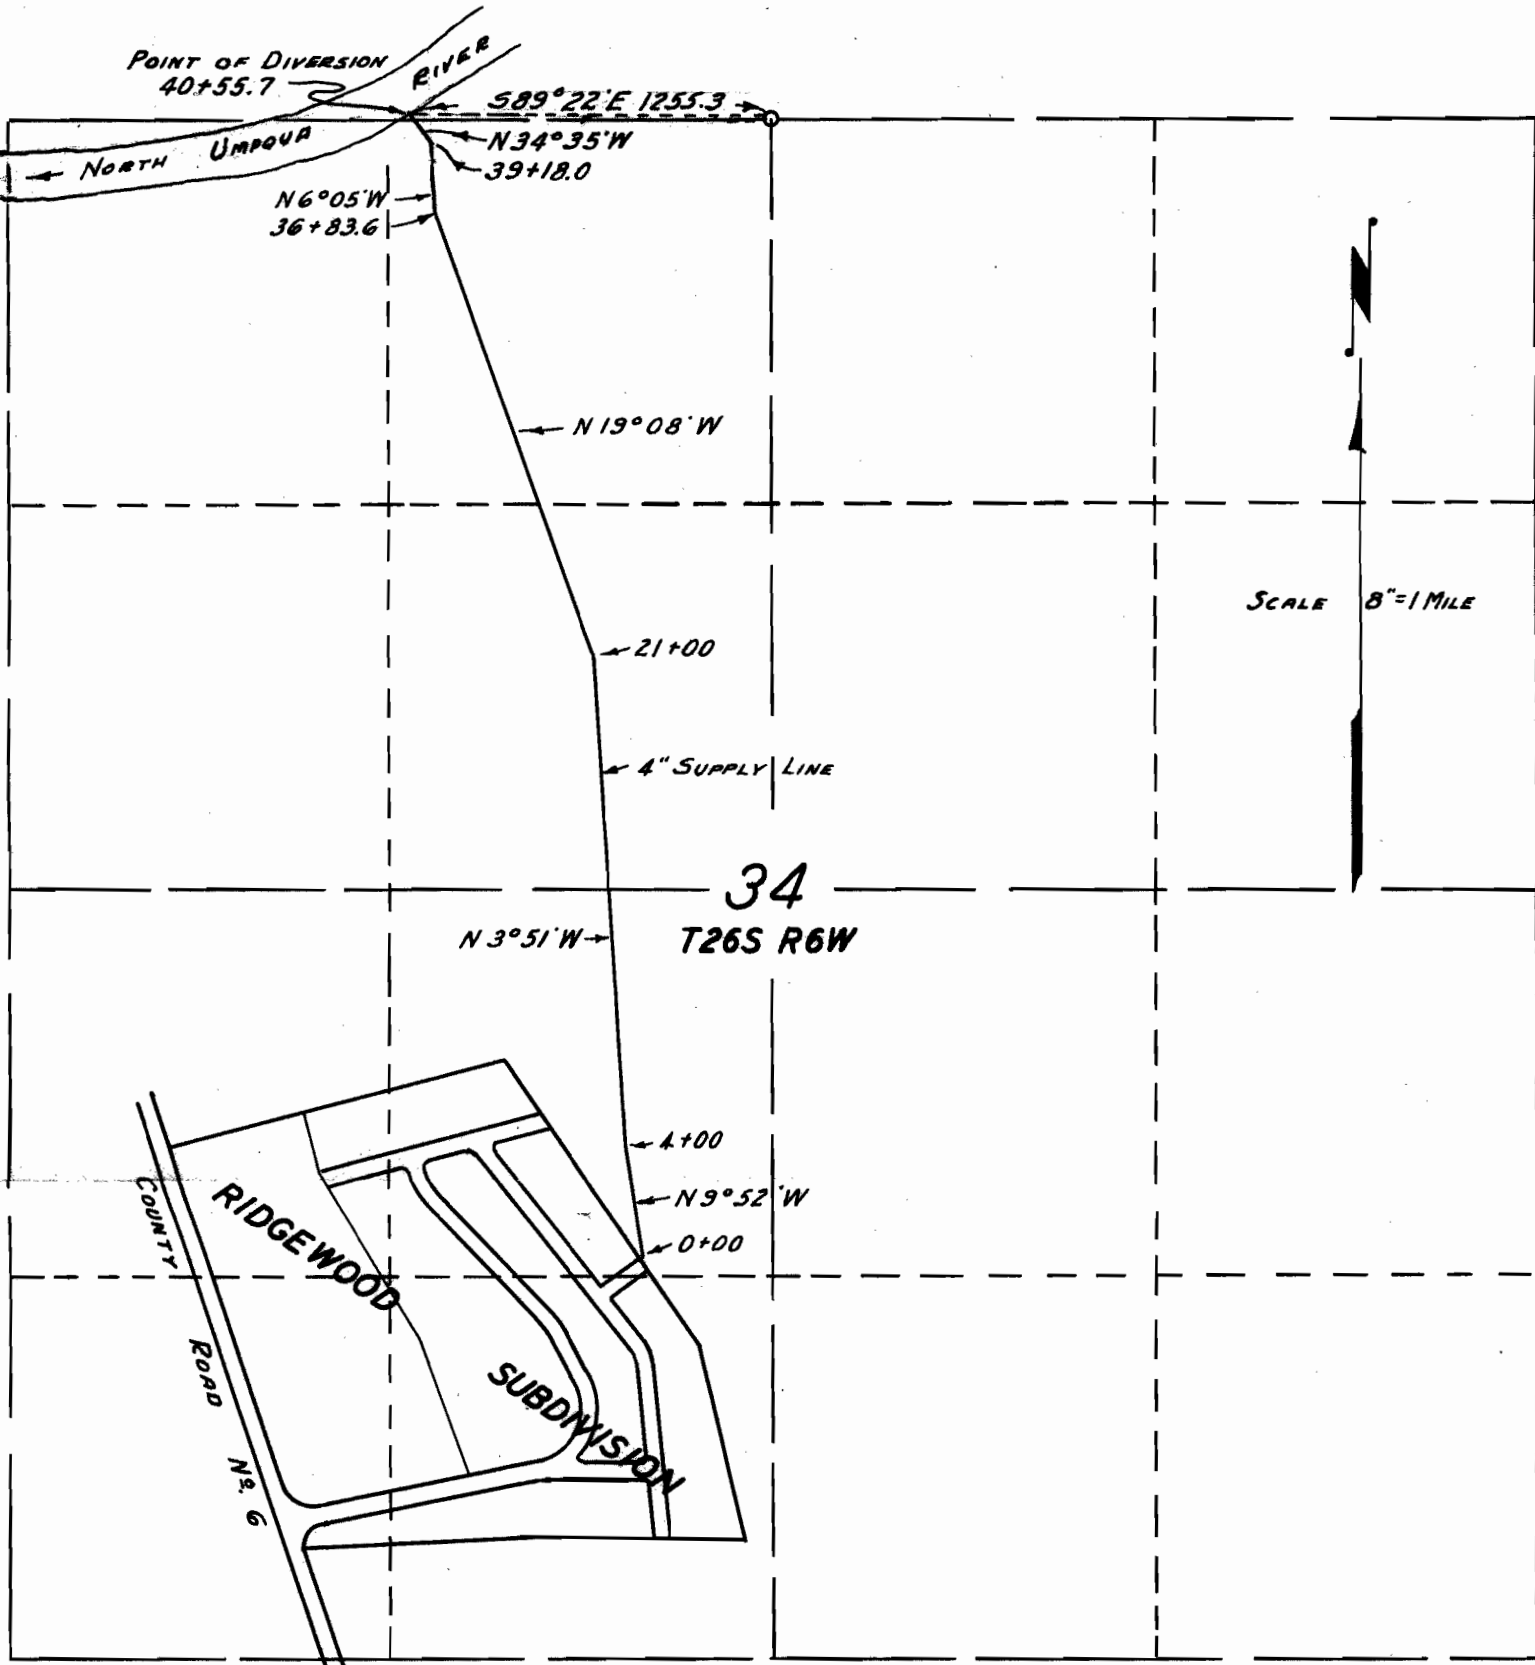 POINT OF DIVERSION
40+55.7
RIVER
S89°22'E 1255.3
N34°35'W
39+18.0
NORTH UMPQUA
N6°05'W
36+83.6
N19°08'W
SCALE 8"=1 MILE
21+00
4" SUPPLY LINE
34
T26S R6W
N3°51'W
4+00
N9°52'W
0+00
COUNTY ROAD Nº. 6
RIDGEWOOD
SUBDIVISION